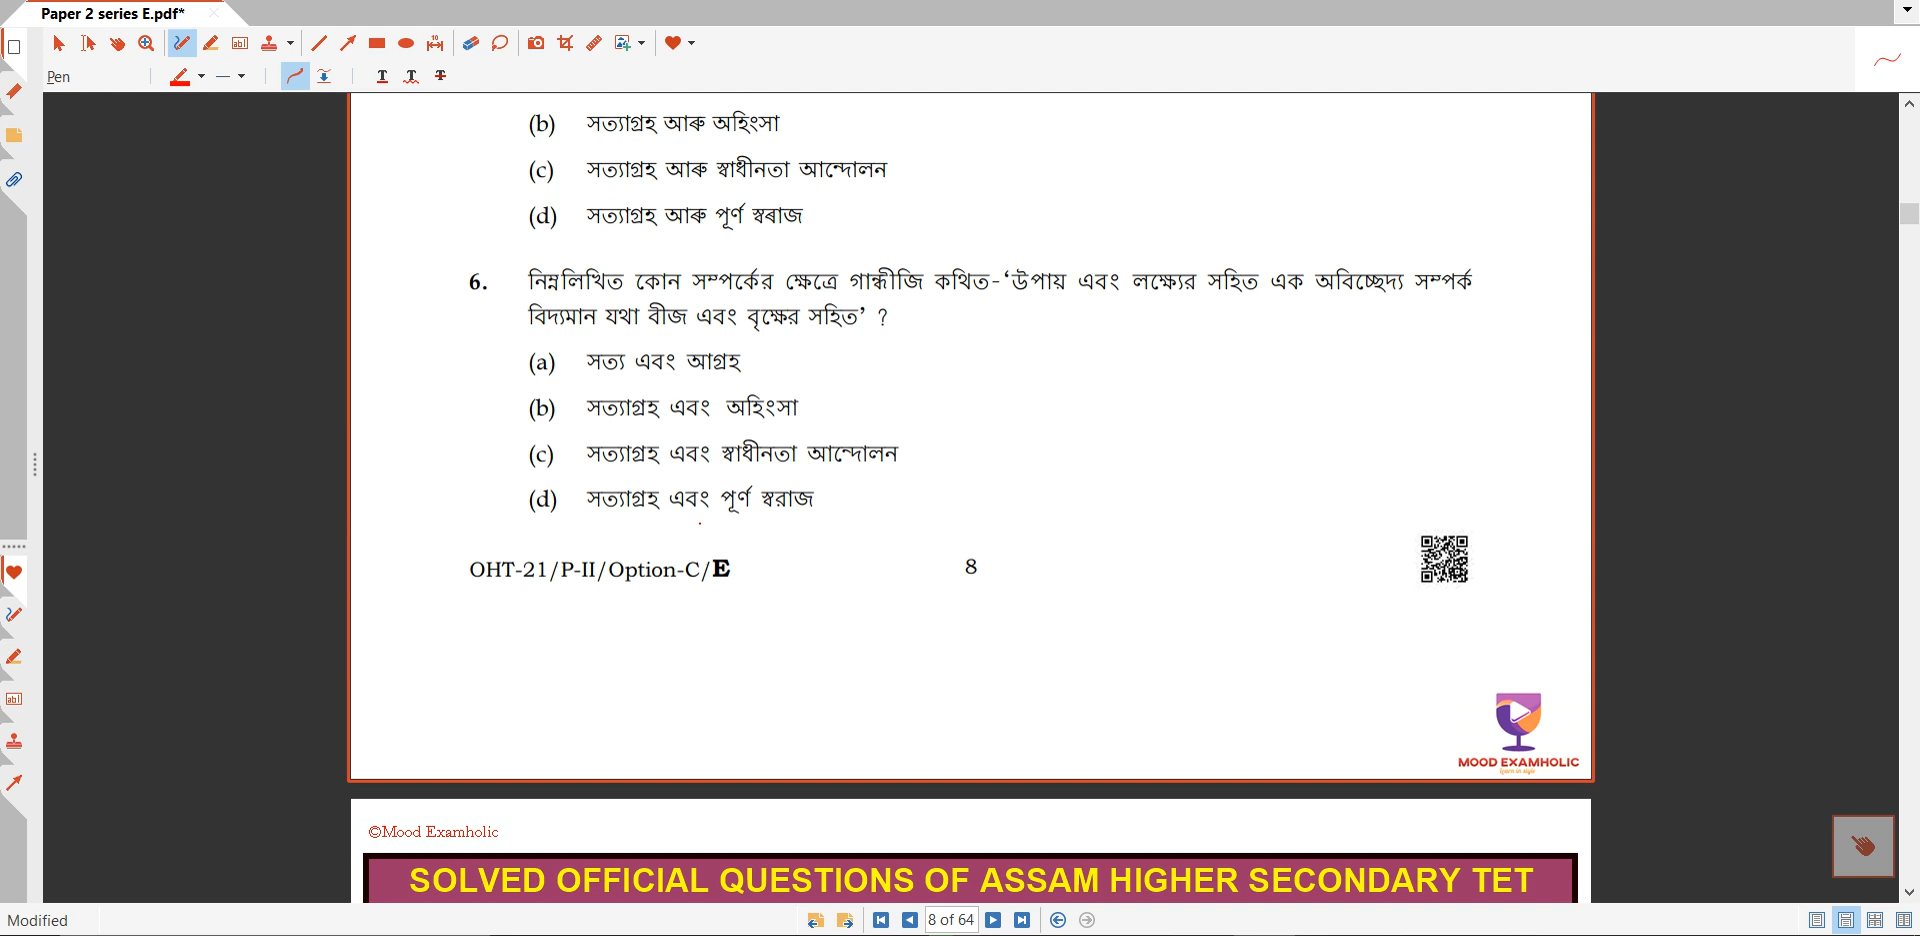 Paper 2 series E.pdf*
Pen
(b) সত্যাগ্ৰহ আৰু অহিংসা
(c) সত্যাগ্ৰহ আৰু স্বাধীনতা আন্দোলন
(d) সত্যাগ্ৰহ আৰু পূৰ্ণ স্বৰাজ
6. নিম্নলিখিত কোন সম্পর্কের ক্ষেত্রে গান্ধীজি কথিত-‘উপায় এবং লক্ষ্যের সহিত এক অবিচ্ছেদ্য সম্পর্ক
বিদ্যমান যথা বীজ এবং বৃক্ষের সহিত’ ?
(a) সত্য এবং আগ্রহ
(b) সত্যাগ্রহ এবং অহিংসা
(c) সত্যাগ্রহ এবং স্বাধীনতা আন্দোলন
(d) সত্যাগ্রহ এবং পূর্ণ স্বরাজ
OHT-21/P-II/Option-C/E 8
MOOD EXAMHOLIC
learn in style
©Mood Examholic
SOLVED OFFICIAL QUESTIONS OF ASSAM HIGHER SECONDARY TET
Modified
8 of 64